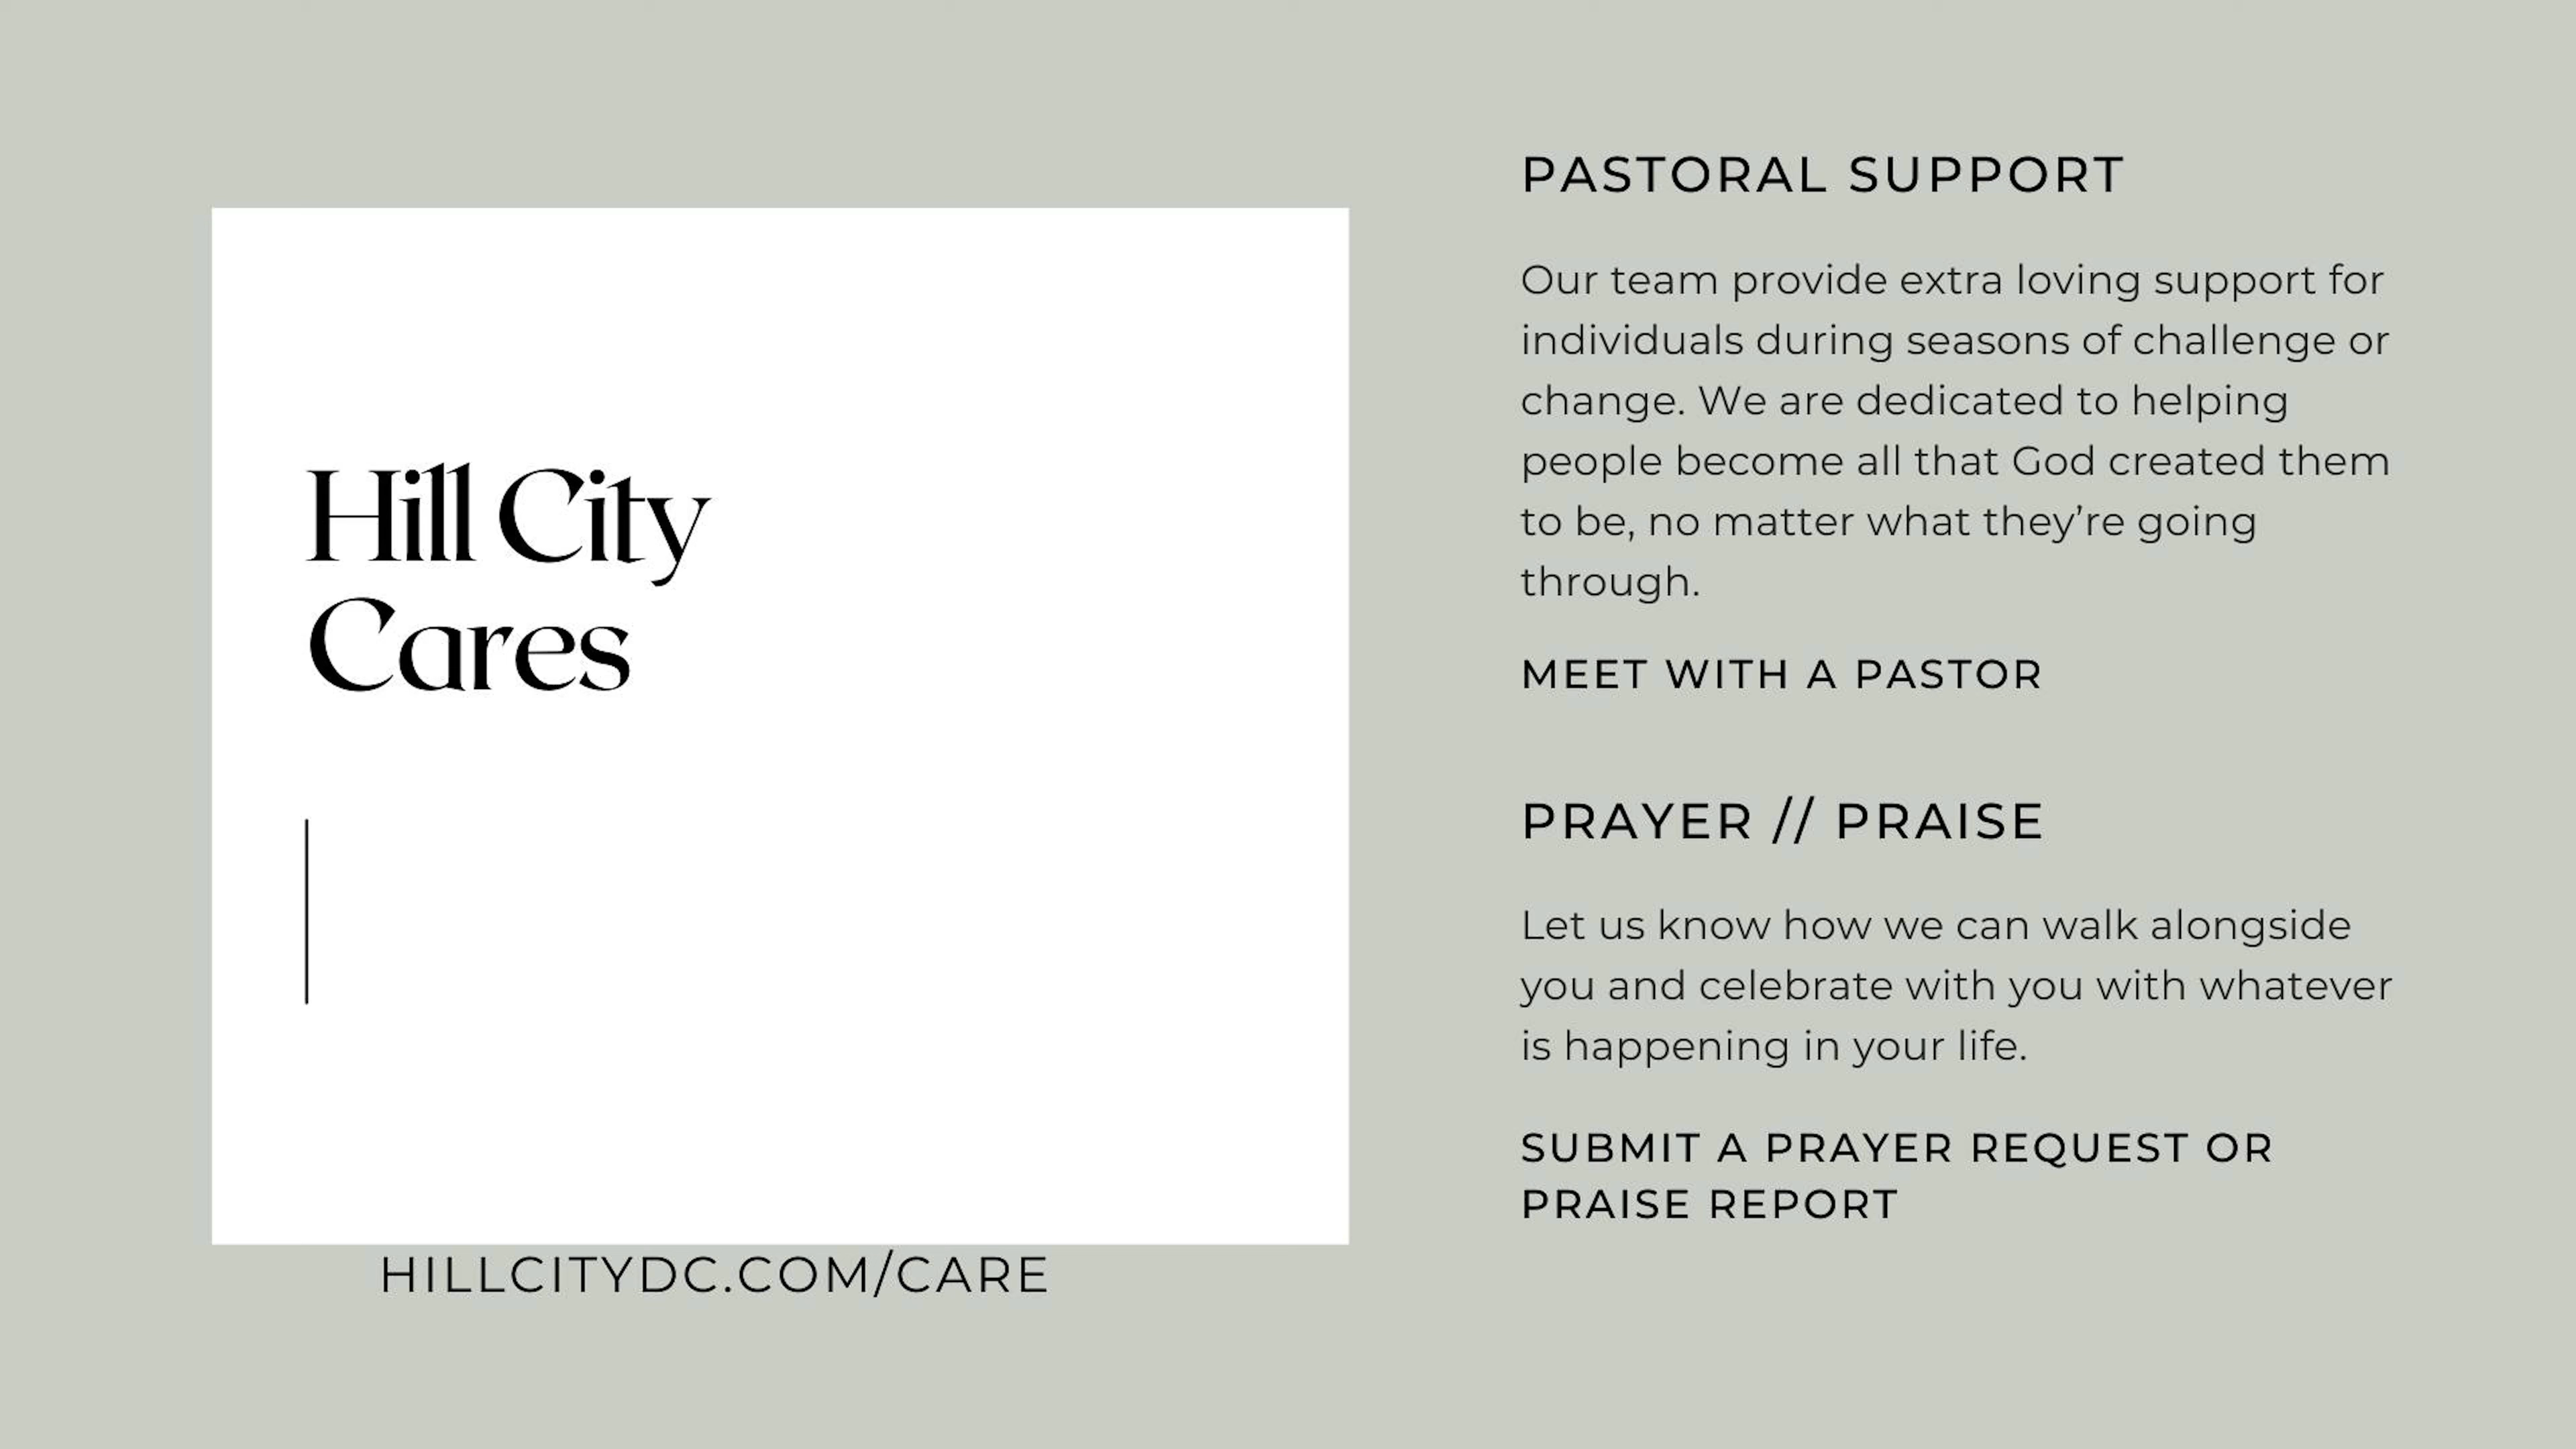 Hill City
Cares
HILLCITYDC.COM/CARE
PASTORAL SUPPORT
Our team provide extra loving support for
individuals during seasons of challenge or
change. We are dedicated to helping
people become all that God created them
to be, no matter what they’re going
through.
MEET WITH A PASTOR
PRAYER // PRAISE
Let us know how we can walk alongside
you and celebrate with you with whatever
is happening in your life.
SUBMIT A PRAYER REQUEST OR
PRAISE REPORT